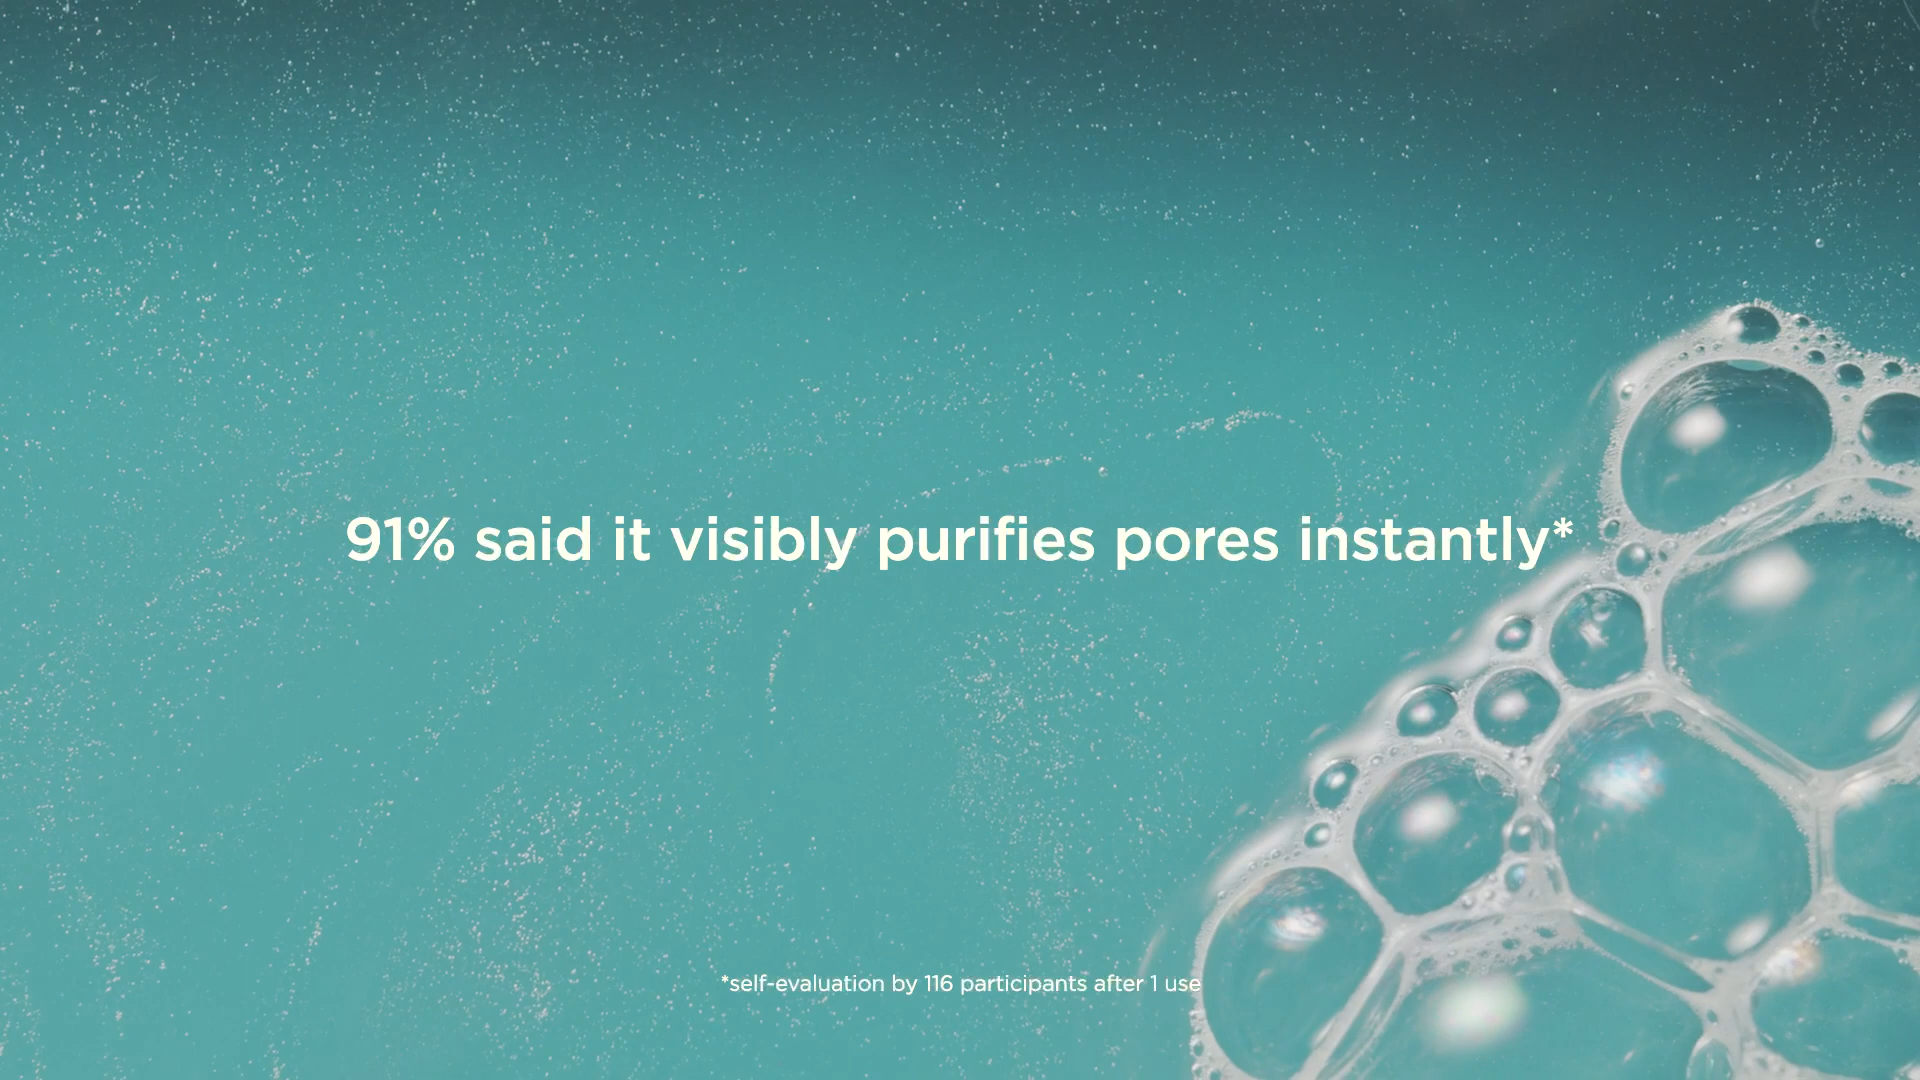 91% said it visibly purifies pores instantly*
*self-evaluation by 116 participants after 1 use